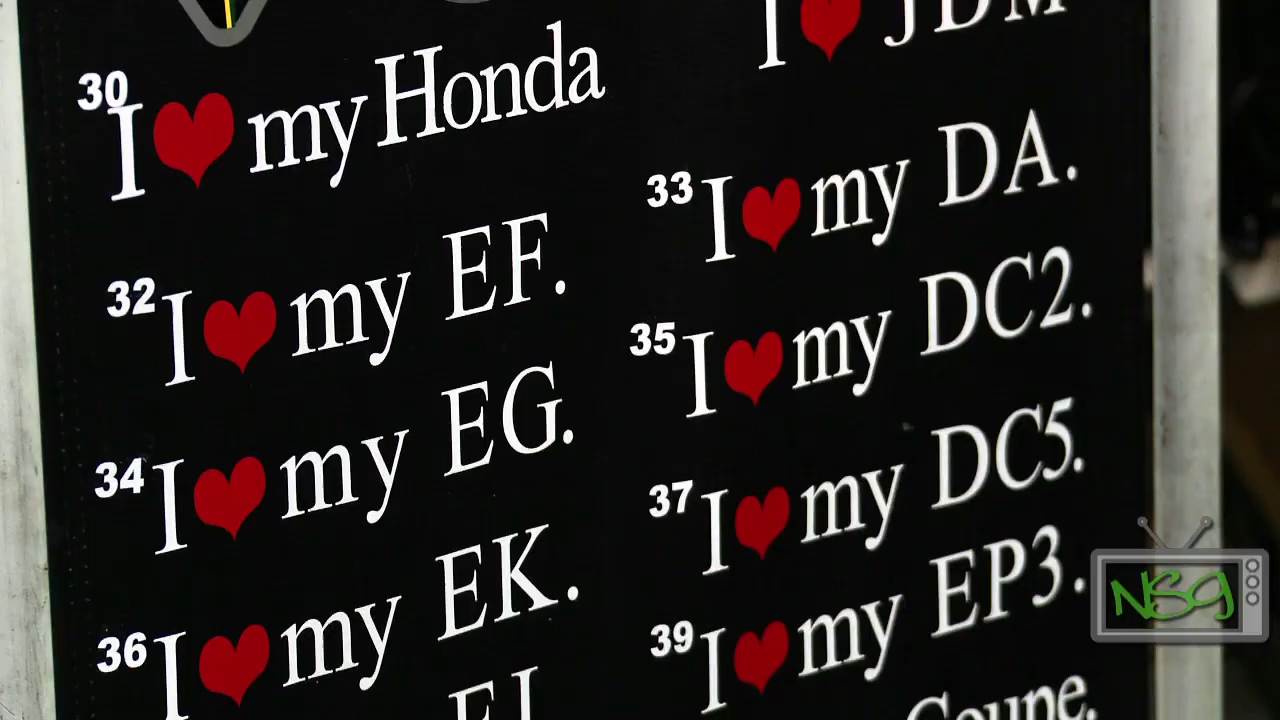 30 I ❤ my Honda
I ❤ JDM
32 I ❤ my EF.
33 I ❤ my DA.
34 I ❤ my EG.
35 I ❤ my DC2.
36 I ❤ my EK.
37 I ❤ my DC5.
39 I ❤ my EP3.
Coupe.
NSG